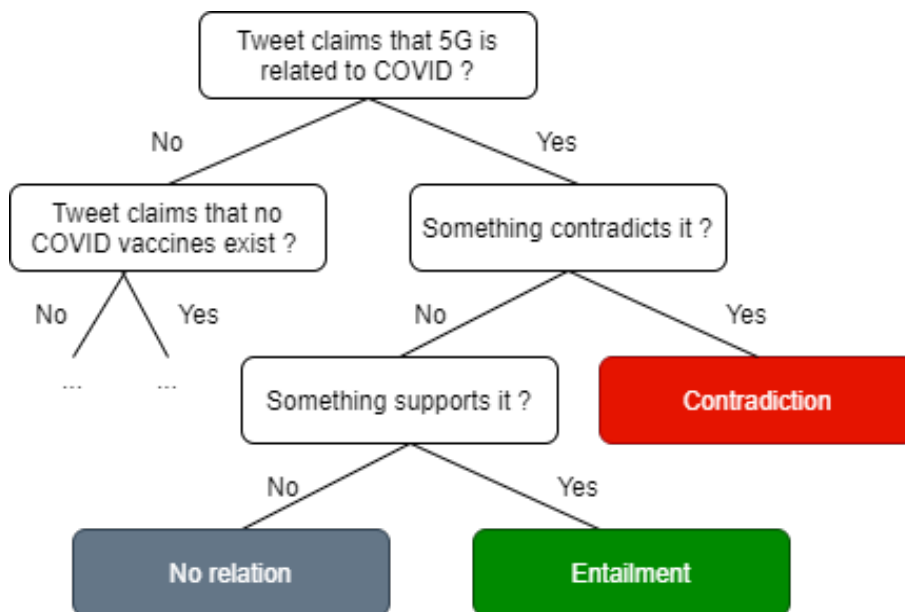 Tweet claims that 5G is
related to COVID ?
No
Yes
Tweet claims that no
COVID vaccines exist ?
Something contradicts it ?
No
Yes
No
Yes
...
...
Something supports it ?
Contradiction
No
Yes
No relation
Entailment